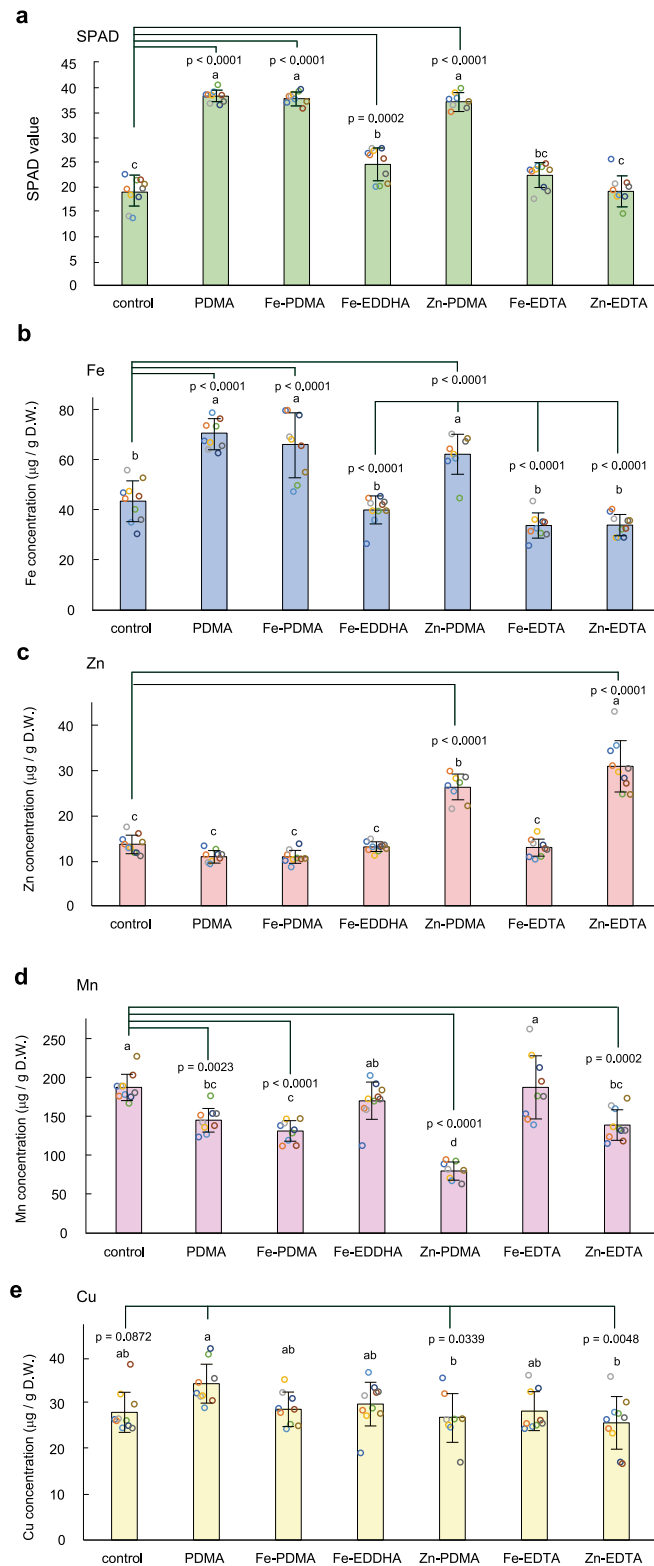 a
SPAD
p < 0.0001 p < 0.0001 p < 0.0001
a a a
p = 0.0002
b
bc
c
c
SPAD value
45
40
35
30
25
20
15
10
5
0
control PDMA Fe-PDMA Fe-EDDHA Zn-PDMA Fe-EDTA Zn-EDTA
b
Fe
p < 0.0001 p < 0.0001 p < 0.0001
a a a
p < 0.0001 p < 0.0001 p < 0.0001
b b b b
Fe concentration (μg / g D.W.)
80
60
40
20
0
control PDMA Fe-PDMA Fe-EDDHA Zn-PDMA Fe-EDTA Zn-EDTA
c
Zn
p < 0.0001
a
p < 0.0001
b
c c c c c
Zn concentration (μg / g D.W.)
40
30
20
10
0
control PDMA Fe-PDMA Fe-EDDHA Zn-PDMA Fe-EDTA Zn-EDTA
d
Mn
a
p = 0.0023
bc
p < 0.0001
c
ab
p < 0.0001
d
a
p = 0.0002
bc
Mn concentration (μg / g D.W.)
250
200
150
100
50
0
control PDMA Fe-PDMA Fe-EDDHA Zn-PDMA Fe-EDTA Zn-EDTA
e
Cu
p = 0.0872 a p = 0.0339 p = 0.0048
ab ab ab b ab b
Cu concentration (μg / g D.W.)
40
30
20
10
0
control PDMA Fe-PDMA Fe-EDDHA Zn-PDMA Fe-EDTA Zn-EDTA